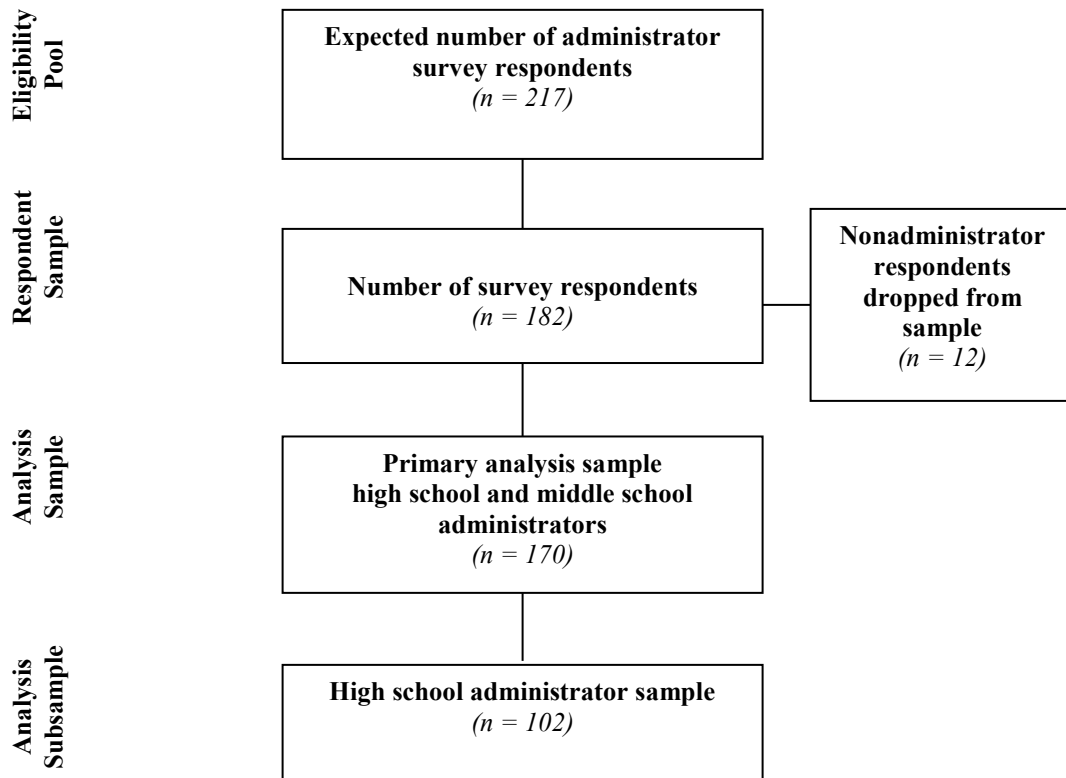 Eligibility
Pool
Expected number of administrator
survey respondents
(n = 217)
Respondent
Sample
Number of survey respondents
(n = 182)
Nonadministrator
respondents
dropped from
sample
(n = 12)
Analysis
Sample
Primary analysis sample
high school and middle school
administrators
(n = 170)
Analysis
Subsample
High school administrator sample
(n = 102)